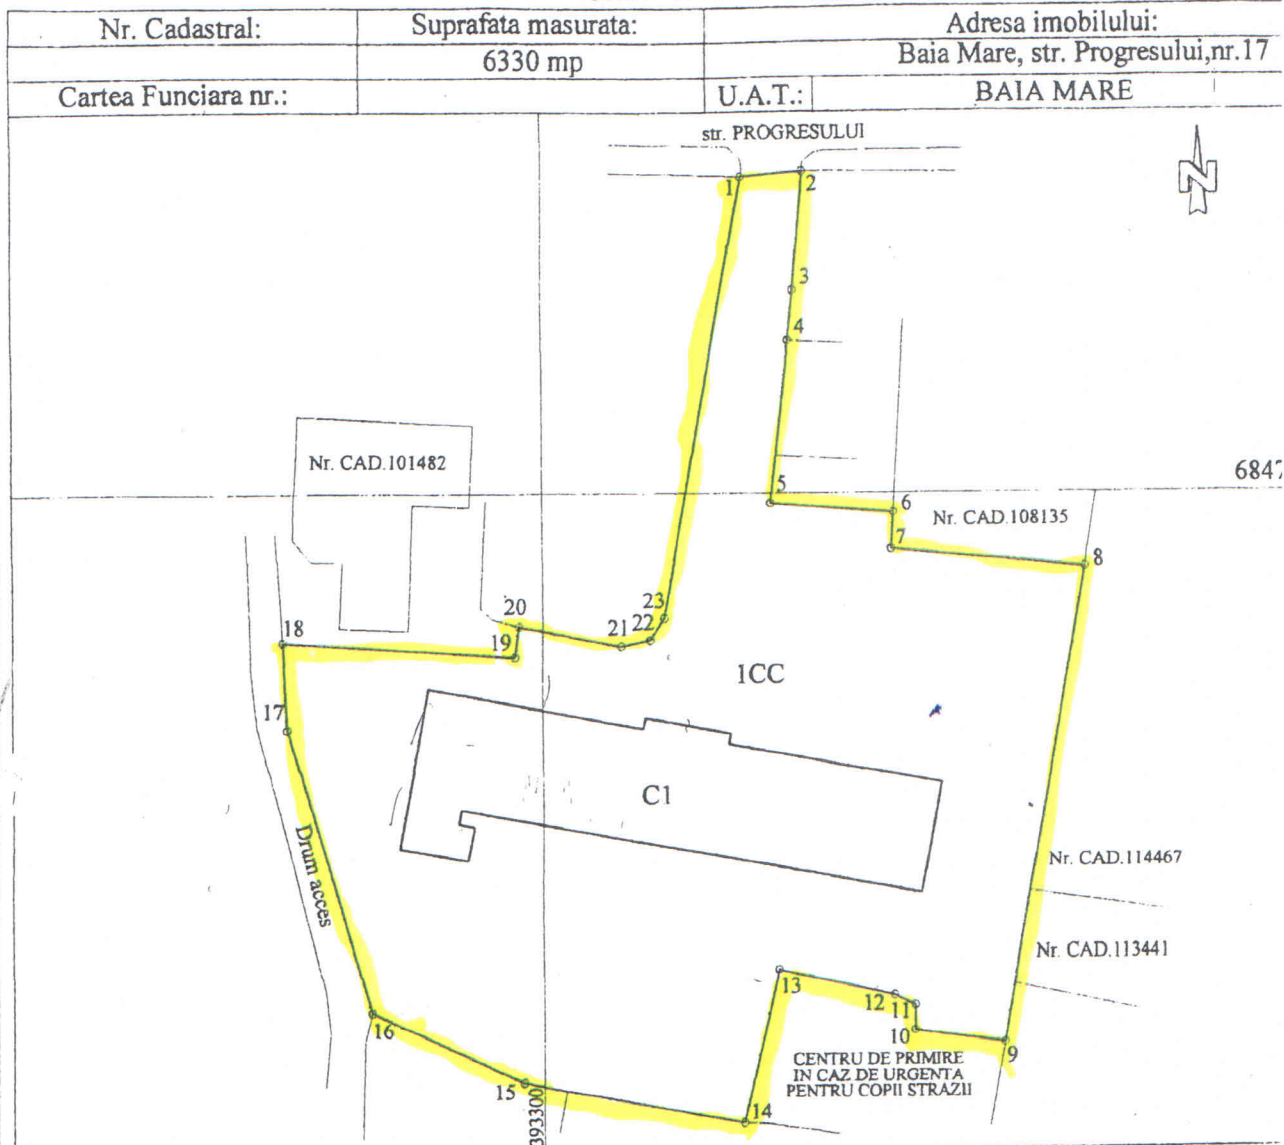 Nr. Cadastral: Suprafata masurata: Adresa imobilului:
6330 mp Baia Mare, str. Progresului,nr.17
Cartea Funciara nr.: U.A.T.: BAIA MARE
str. PROGRESULUI
1 2
N
3
4
Nr. CAD.101482
6847
5
6
Nr. CAD.108135
7
8
20
23
22
21
18
19
1CC
17
C1
Drum acces
Nr. CAD.114467
Nr. CAD.113441
13
12
11
10
16
9
CENTRU DE PRIMIRE
IN CAZ DE URGENTA
PENTRU COPII STRAZII
15
14
393300